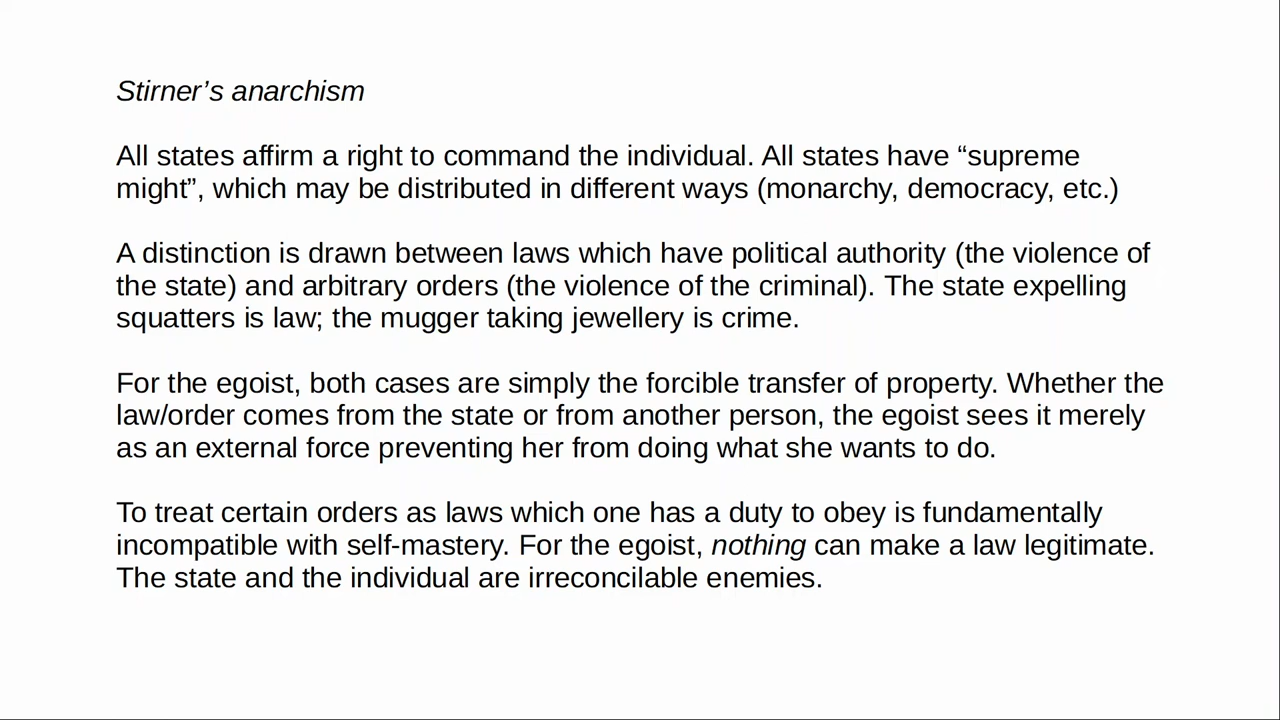 Stirner’s anarchism
All states affirm a right to command the individual. All states have “supreme
might”, which may be distributed in different ways (monarchy, democracy, etc.)
A distinction is drawn between laws which have political authority (the violence of
the state) and arbitrary orders (the violence of the criminal). The state expelling
squatters is law; the mugger taking jewellery is crime.
For the egoist, both cases are simply the forcible transfer of property. Whether the
law/order comes from the state or from another person, the egoist sees it merely
as an external force preventing her from doing what she wants to do.
To treat certain orders as laws which one has a duty to obey is fundamentally
incompatible with self-mastery. For the egoist, nothing can make a law legitimate.
The state and the individual are irreconcilable enemies.